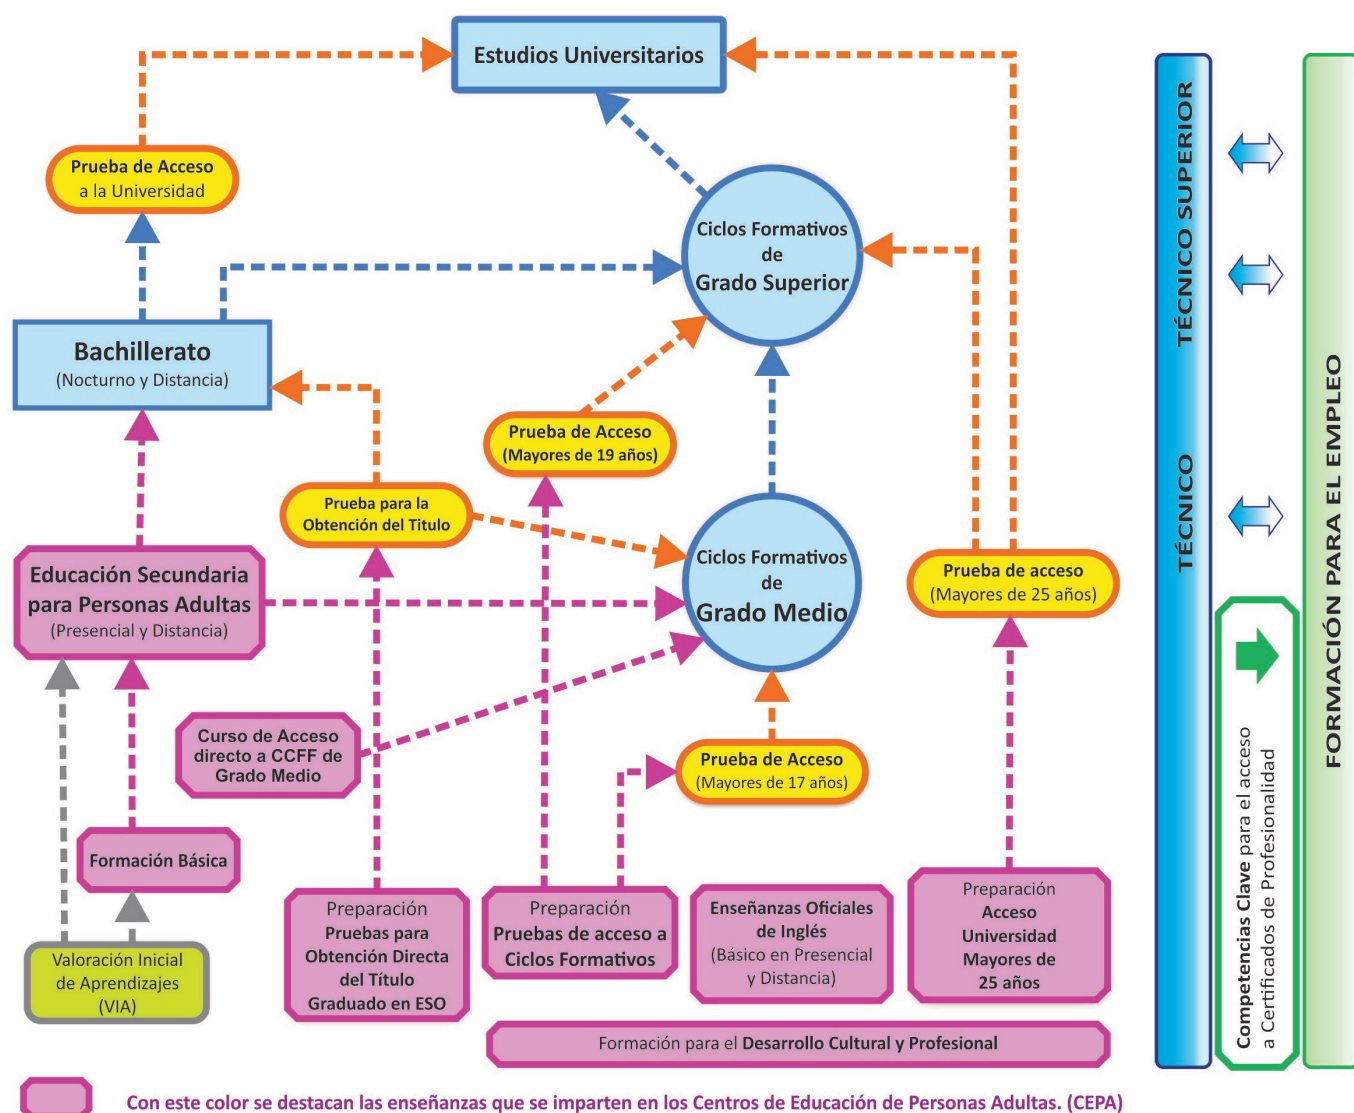 Estudios Universitarios
Prueba de Acceso
a la Universidad
Ciclos Formativos
de
Grado Superior
Bachillerato
(Nocturno y Distancia)
Prueba de Acceso
(Mayores de 19 años)
Prueba para la
Obtención del Titulo
Ciclos Formativos
de
Grado Medio
Prueba de acceso
(Mayores de 25 años)
Educación Secundaria
para Personas Adultas
(Presencial y Distancia)
Curso de Acceso
directo a CCFF de
Grado Medio
Prueba de Acceso
(Mayores de 17 años)
Formación Básica
Valoración Inicial
de Aprendizajes
(VIA)
Preparación
Pruebas para
Obtención Directa
del Título
Graduado en ESO
Preparación
Pruebas de acceso a
Ciclos Formativos
Enseñanzas Oficiales
de Inglés
(Básico en Presencial
y Distancia)
Preparación
Acceso
Universidad
Mayores de
25 años
Formación para el Desarrollo Cultural y Profesional
TÉCNICO SUPERIOR
TÉCNICO
Competencias Clave para el acceso
a Certificados de Profesionalidad
FORMACIÓN PARA EL EMPLEO
Con este color se destacan las enseñanzas que se imparten en los Centros de Educación de Personas Adultas. (CEPA)